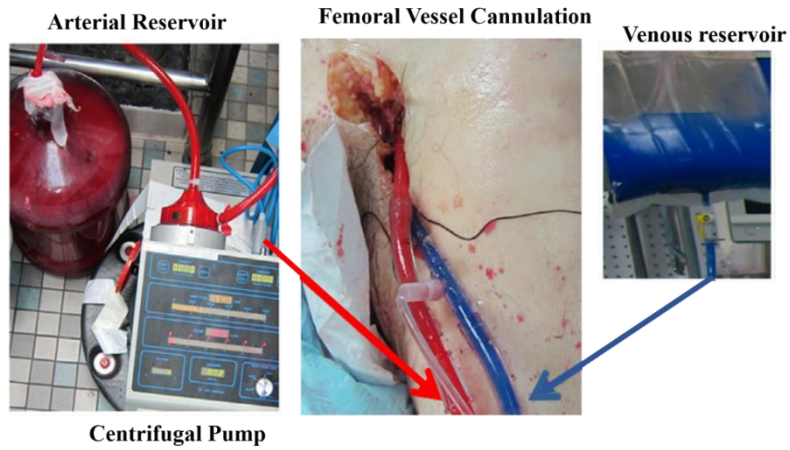 Arterial Reservoir
Femoral Vessel Cannulation
Venous reservoir
Centrifugal Pump